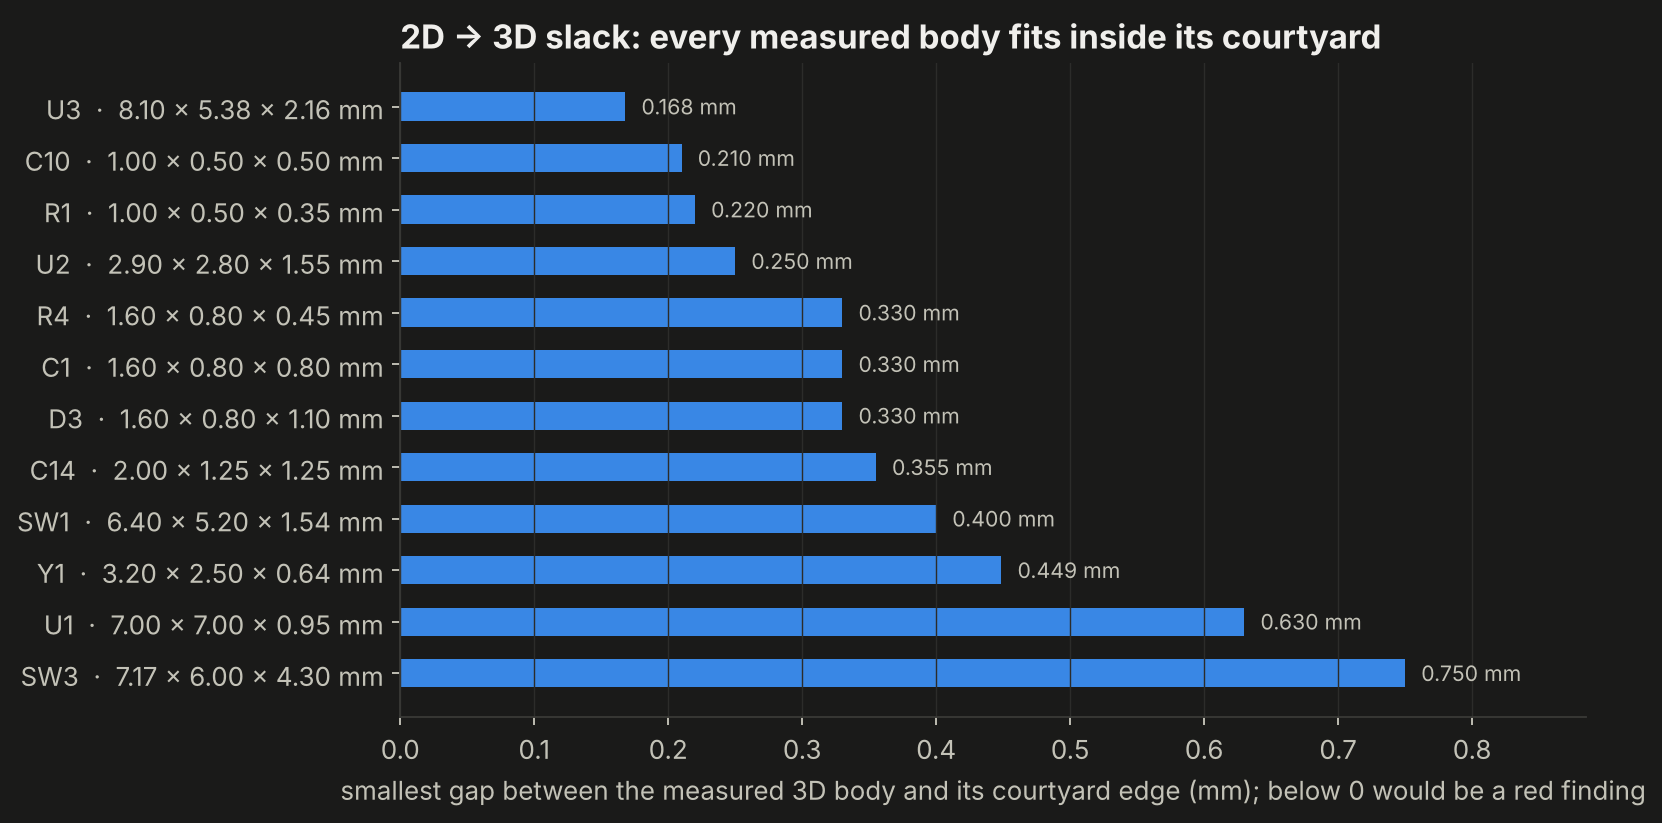 2D → 3D slack: every measured body fits inside its courtyard
U3 · 8.10 × 5.38 × 2.16 mm 0.168 mm
C10 · 1.00 × 0.50 × 0.50 mm 0.210 mm
R1 · 1.00 × 0.50 × 0.35 mm 0.220 mm
U2 · 2.90 × 2.80 × 1.55 mm 0.250 mm
R4 · 1.60 × 0.80 × 0.45 mm 0.330 mm
C1 · 1.60 × 0.80 × 0.80 mm 0.330 mm
D3 · 1.60 × 0.80 × 1.10 mm 0.330 mm
C14 · 2.00 × 1.25 × 1.25 mm 0.355 mm
SW1 · 6.40 × 5.20 × 1.54 mm 0.400 mm
Y1 · 3.20 × 2.50 × 0.64 mm 0.449 mm
U1 · 7.00 × 7.00 × 0.95 mm 0.630 mm
SW3 · 7.17 × 6.00 × 4.30 mm 0.750 mm
0.0 0.1 0.2 0.3 0.4 0.5 0.6 0.7 0.8
smallest gap between the measured 3D body and its courtyard edge (mm); below 0 would be a red finding